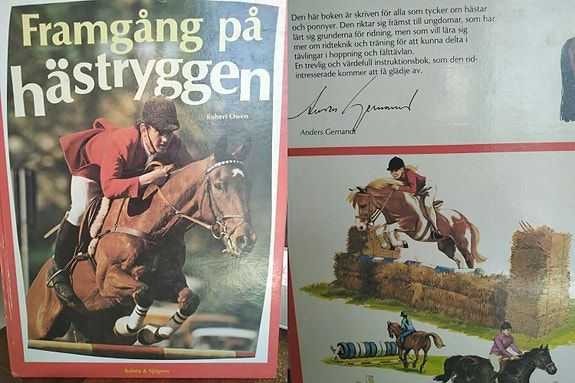 Framgång på
hästryggen
Robert Owen
Rabén & Sjögren
Den här boken är skriven för alla som tycker om hästar
och ponnyer. Den riktar sig främst till ungdomar, som har
lärt sig grunderna för ridning, men som vill lära sig
mer om ridteknik och träning för att kunna delta i
tävlingar i hoppning och fälttävlan.
En trevlig och värdefull instruktionsbok, som den rid-
intresserade kommer att få glädje av.
Anders Gernandt
Anders Gernandt